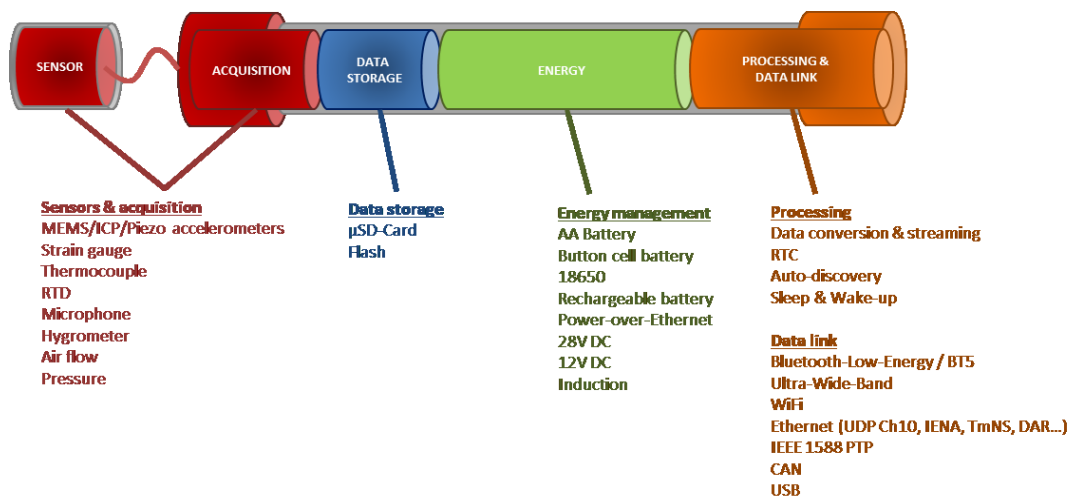 SENSOR
ACQUISITION
DATA
STORAGE
ENERGY
PROCESSING &
DATA LINK
Sensors & acquisition
MEMS/ICP/Piezo accelerometers
Strain gauge
Thermocouple
RTD
Microphone
Hygrometer
Air flow
Pressure
Data storage
µSD-Card
Flash
Energy management
AA Battery
Button cell battery
18650
Rechargeable battery
Power-over-Ethernet
28V DC
12V DC
Induction
Processing
Data conversion & streaming
RTC
Auto-discovery
Sleep & Wake-up
Data link
Bluetooth-Low-Energy / BT5
Ultra-Wide-Band
WiFi
Ethernet (UDP Ch10, IENA, TmNS, DAR...)
IEEE 1588 PTP
CAN
USB